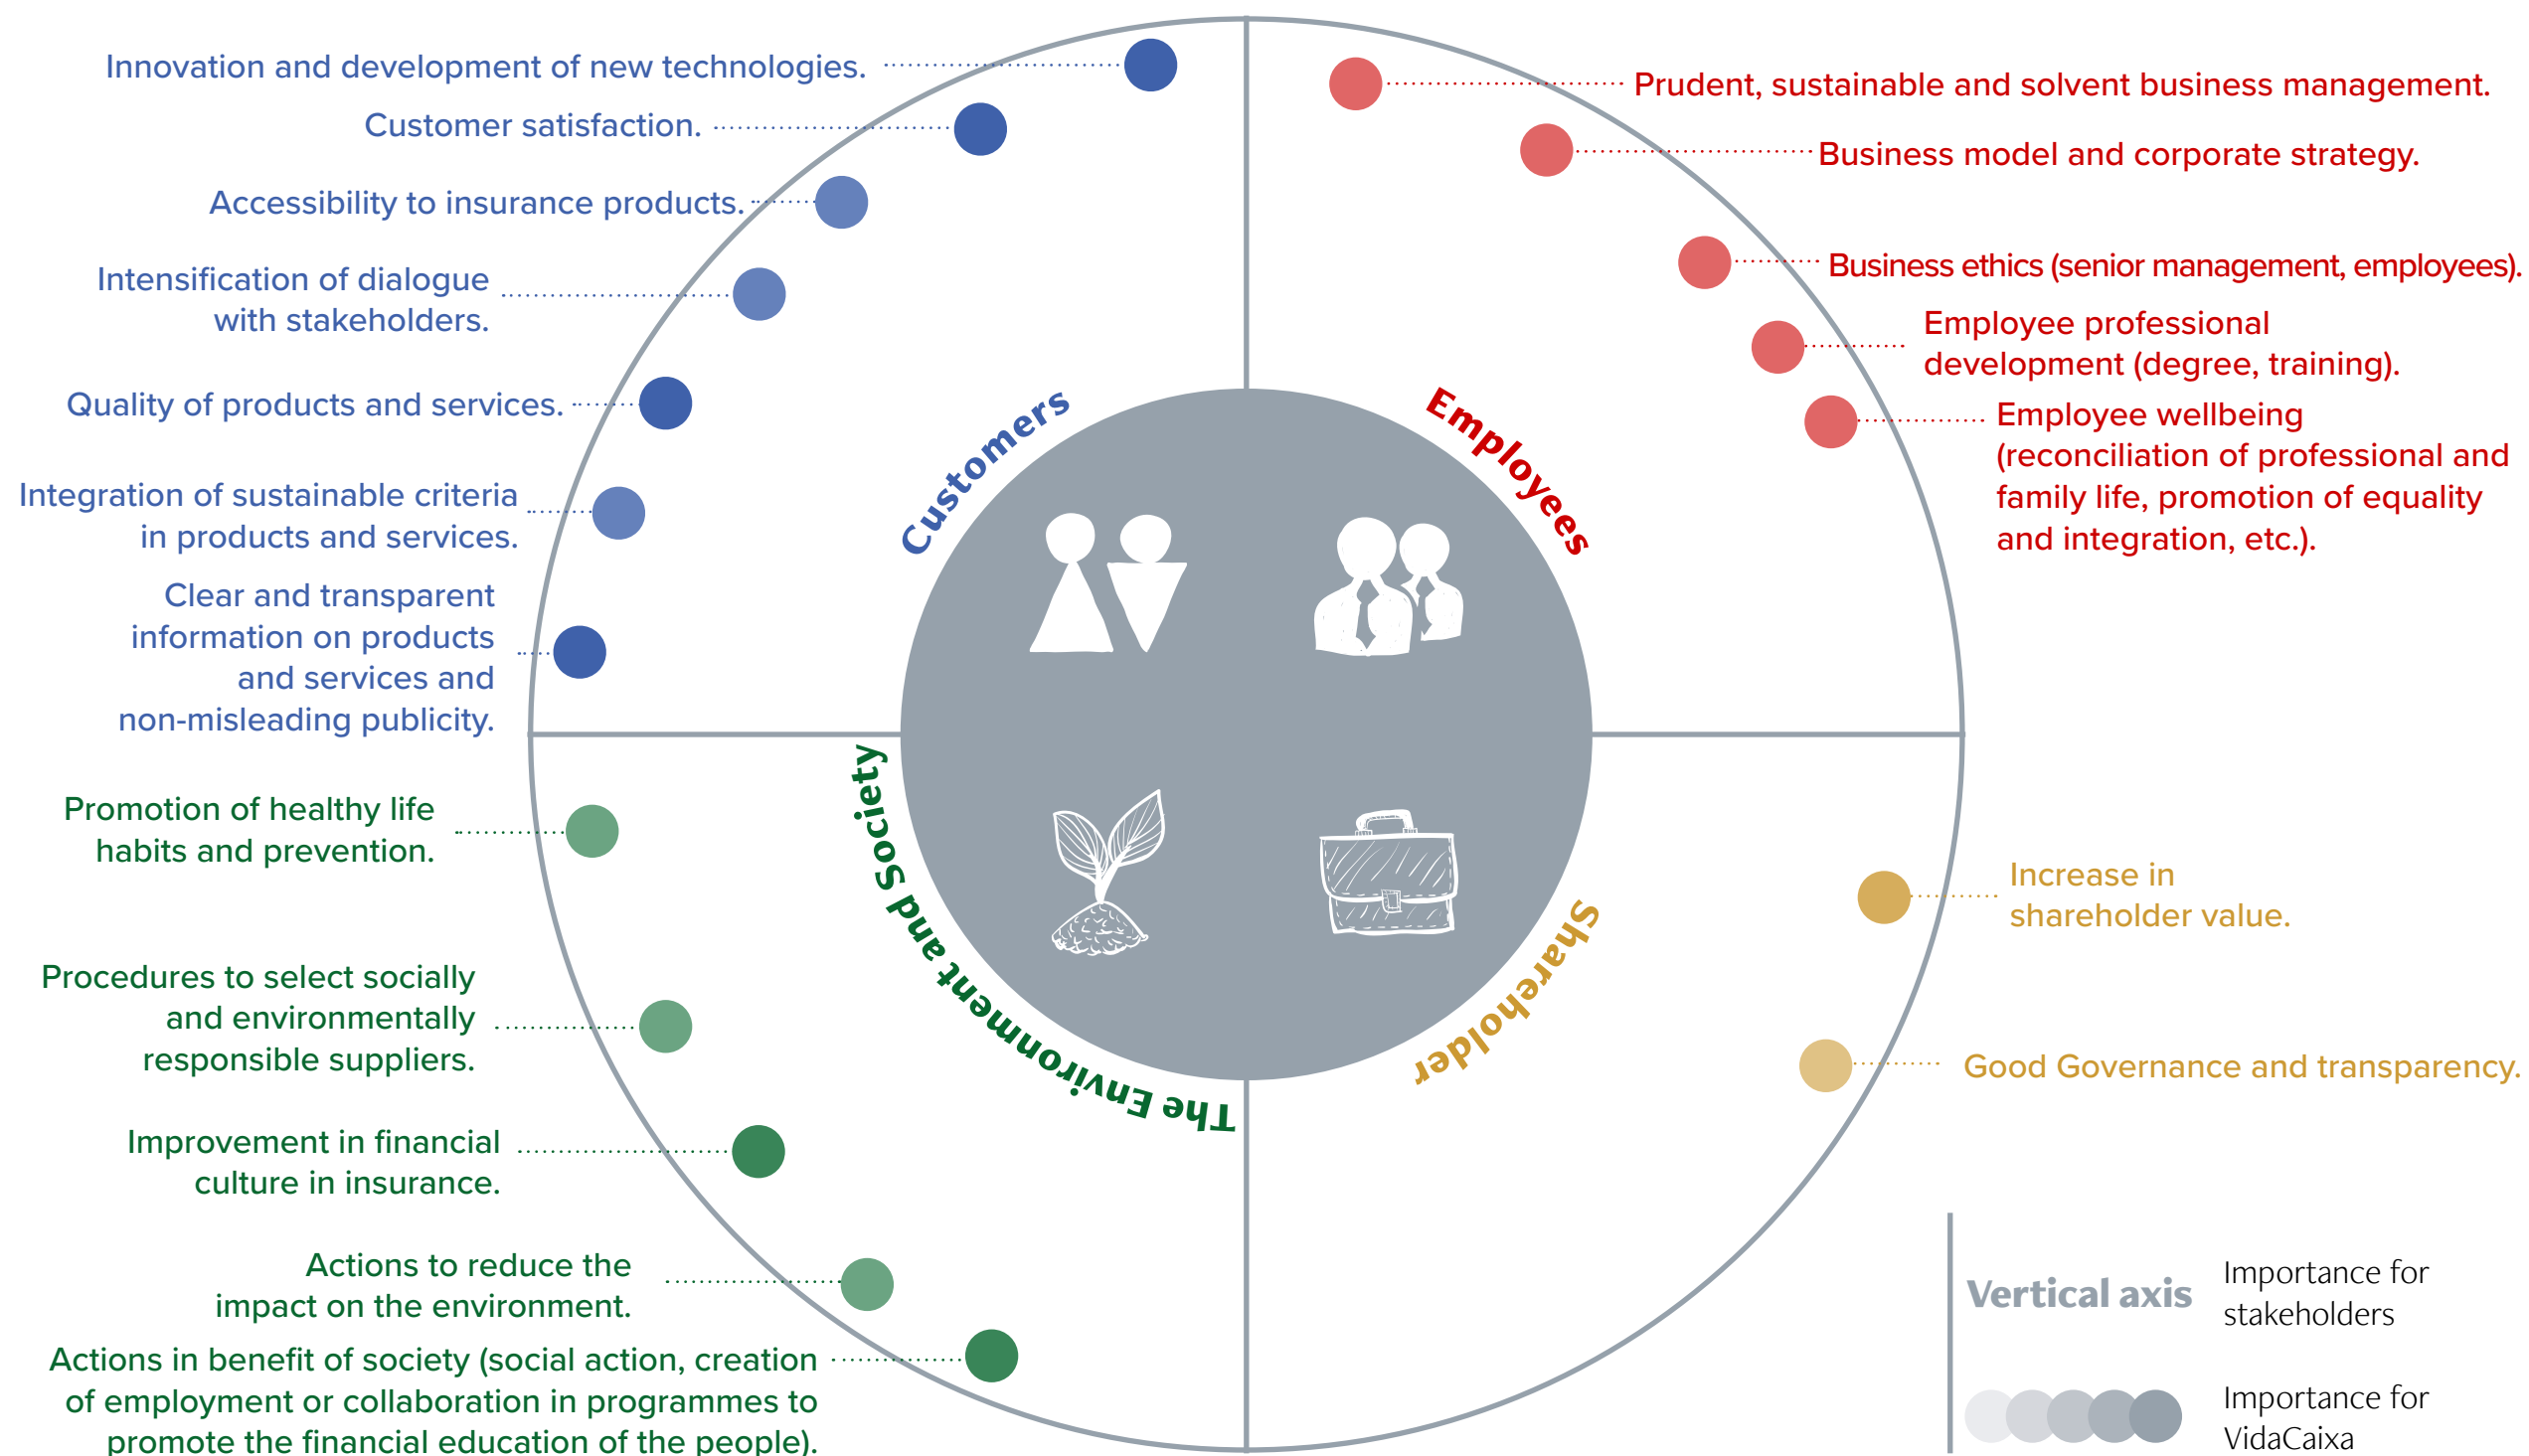 Innovation and development of new technologies.
Customer satisfaction.
Accessibility to insurance products.
Intensification of dialogue
with stakeholders.
Quality of products and services.
Integration of sustainable criteria
in products and services.
Clear and transparent
information on products
and services and
non-misleading publicity.
Customers
Prudent, sustainable and solvent business management.
Business model and corporate strategy.
Business ethics (senior management, employees).
Employee professional
development (degree, training).
Employee wellbeing
(reconciliation of professional and
family life, promotion of equality
and integration, etc.).
Employees
Promotion of healthy life
habits and prevention.
Procedures to select socially
and environmentally
responsible suppliers.
Improvement in financial
culture in insurance.
Actions to reduce the
impact on the environment.
Actions in benefit of society (social action, creation
of employment or collaboration in programmes to
promote the financial education of the people).
The Environment and Society
Increase in
shareholder value.
Good Governance and transparency.
Shareholder
Vertical axis
Importance for
stakeholders
Importance for
VidaCaixa